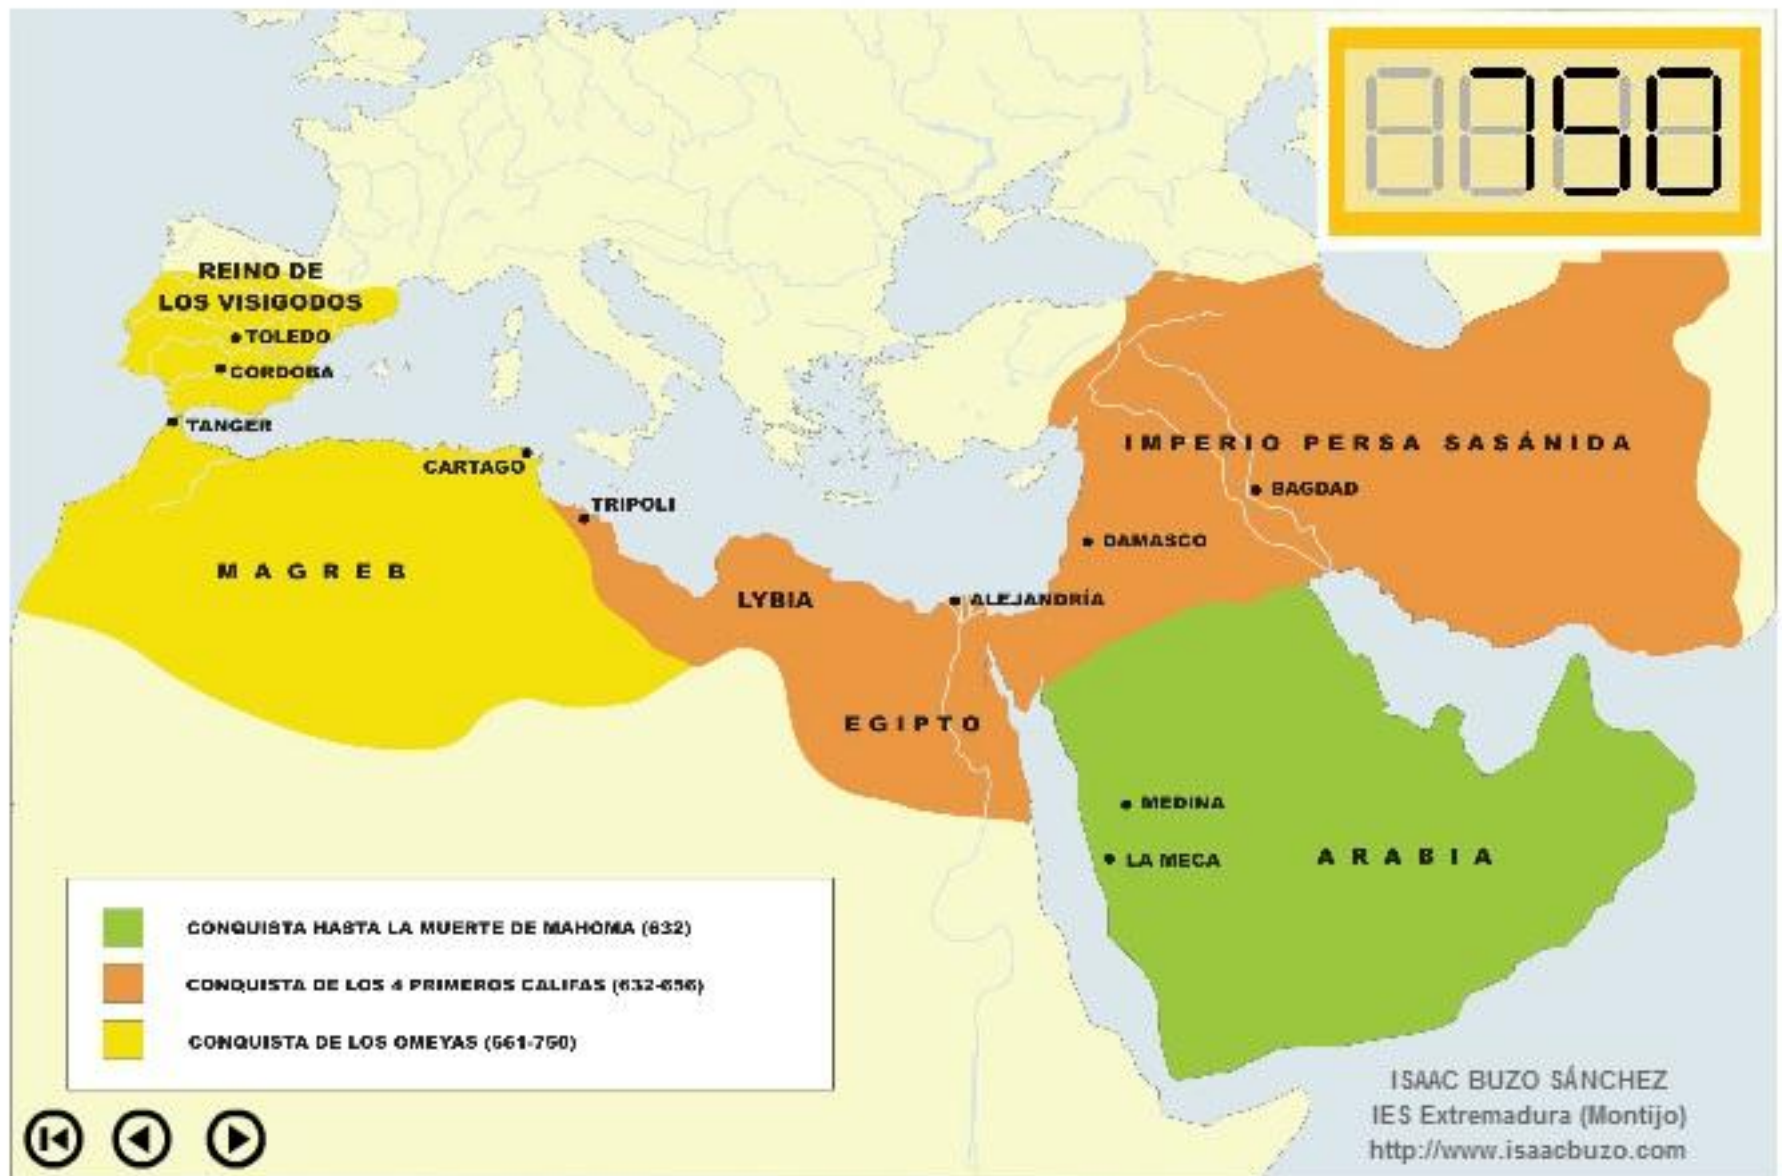 750
REINO DE
LOS VISIGODOS
TOLEDO
CORDOBA
TANGER
CARTAGO
TRIPOLI
IMPERIO PERSA SASÁNIDA
BAGDAD
DAMASCO
MAGREB
LYBIA
ALEJANDRÍA
EGIPTO
MEDINA
LA MECA
ARABIA
CONQUISTA HASTA LA MUERTE DE MAHOMA (632)
CONQUISTA DE LOS 4 PRIMEROS CALIFAS (632-656)
CONQUISTA DE LOS OMEYAS (661-750)
ISAAC BUZO SÁNCHEZ
IES Extremadura (Montijo)
http://www.isaacbuzo.com